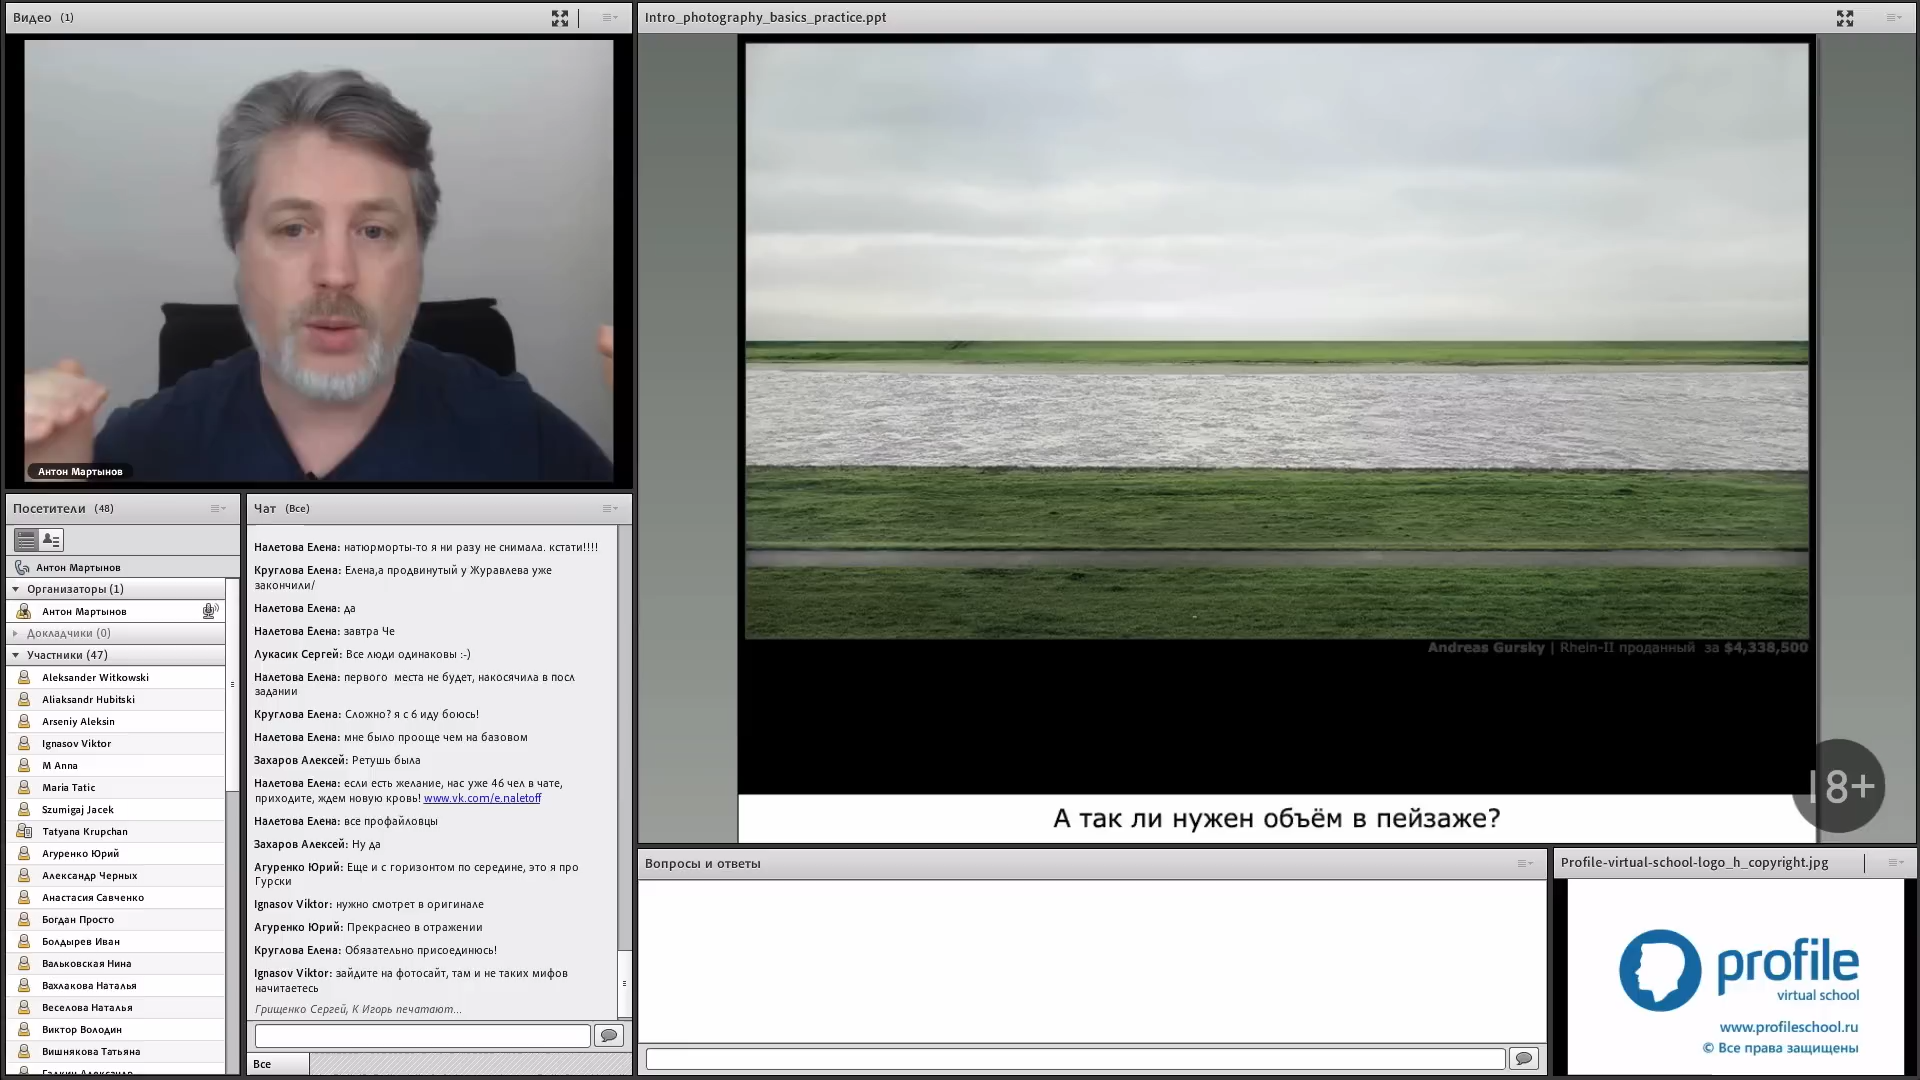 Видео (1)
Антон Мартынов
Посетители (48)
Антон Мартынов
Организаторы (1)
Антон Мартынов
Докладчики (0)
Участники (47)
Aleksander Witkowski
Aliaksandr Hubitski
Arseniy Aleksin
Ignasov Viktor
M Anna
Maria Tatic
Szumigaj Jacek
Tatyana Krupchan
Агуренко Юрий
Александр Черных
Анастасия Савченко
Богдан Просто
Болдырев Иван
Вальковская Нина
Вахлакова Наталья
Веселова Наталья
Виктор Володин
Вишнякова Татьяна
Галкин Александр
Чат (Все)
Налетова Елена: натюрморты-то я ни разу не снимала. кстати!!!!
Круглова Елена: Елена,а продвинутый у Журавлева уже
закончили/
Налетова Елена: да
Налетова Елена: завтра Че
Лукасик Сергей: Все люди одинаковы :-)
Налетова Елена: первого места не будет, накосячила в посл
задании
Круглова Елена: Сложно? я с 6 иду боюсь!
Налетова Елена: мне было прооще чем на базовом
Захаров Алексей: Ретушь была
Налетова Елена: если есть желание, нас уже 46 чел в чате,
приходите, ждем новую кровь! www.vk.com/e.naletoff
Налетова Елена: все профайловцы
Захаров Алексей: Ну да
Агуренко Юрий: Еще и с горизонтом по середине, это я про
Гурски
Ignasov Viktor: нужно смотрет в оригинале
Агуренко Юрий: Прекраснео в отражении
Круглова Елена: Обязательно присоединюсь!
Ignasov Viktor: зайдите на фотосайт, там и не таких мифов
начитаетесь
Грищенко Сергей, К Игорь печатают...
Все
Intro_photography_basics_practice.ppt
Andreas Gursky | Rhein-II проданный за $4,338,500
18+
А так ли нужен объём в пейзаже?
Вопросы и ответы
Profile-virtual-school-logo_h_copyright.jpg
profile
virtual school
www.profileschool.ru
© Все права защищены